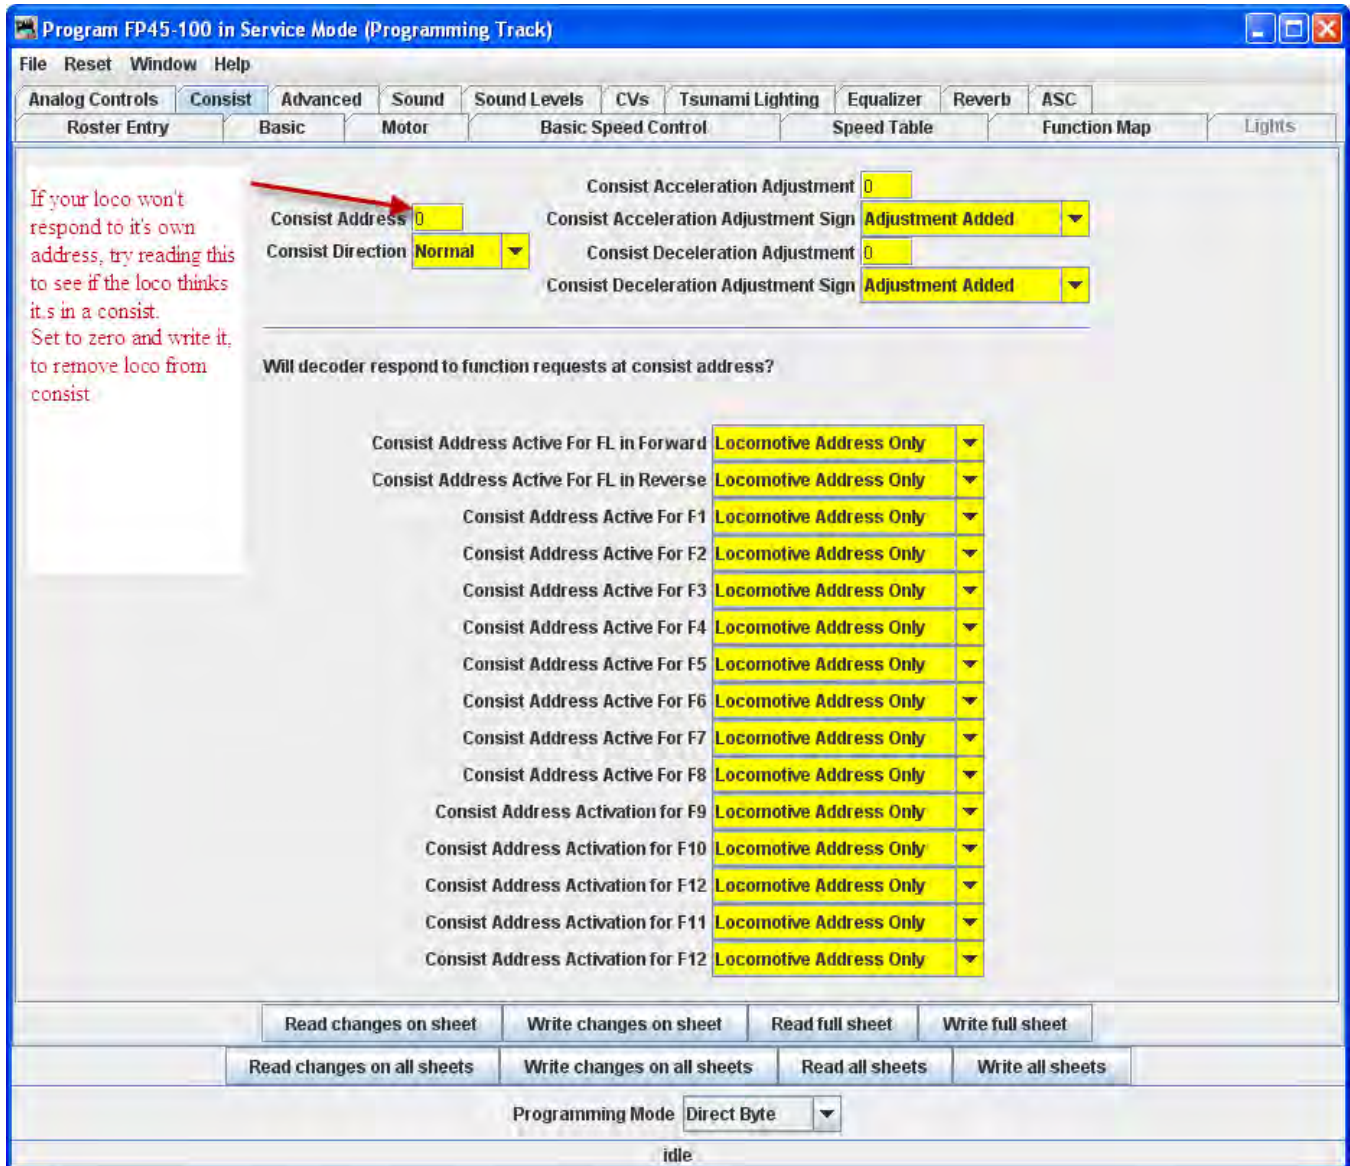 Program FP45-100 in Service Mode (Programming Track)
File Reset Window Help
Analog Controls Consist Advanced Sound Sound Levels CVs Tsunami Lighting Equalizer Reverb ASC
Roster Entry Basic Motor Basic Speed Control Speed Table Function Map Lights
If your loco won't
respond to it's own
address, try reading this
to see if the loco thinks
it.s in a consist.
Set to zero and write it,
to remove loco from
consist
Consist Address 0
Consist Direction Normal
Consist Acceleration Adjustment 0
Consist Acceleration Adjustment Sign Adjustment Added
Consist Deceleration Adjustment 0
Consist Deceleration Adjustment Sign Adjustment Added
Will decoder respond to function requests at consist address?
Consist Address Active For FL in Forward Locomotive Address Only
Consist Address Active For FL in Reverse Locomotive Address Only
Consist Address Active For F1 Locomotive Address Only
Consist Address Active For F2 Locomotive Address Only
Consist Address Active For F3 Locomotive Address Only
Consist Address Active For F4 Locomotive Address Only
Consist Address Active For F5 Locomotive Address Only
Consist Address Active For F6 Locomotive Address Only
Consist Address Active For F7 Locomotive Address Only
Consist Address Active For F8 Locomotive Address Only
Consist Address Activation for F9 Locomotive Address Only
Consist Address Activation for F10 Locomotive Address Only
Consist Address Activation for F12 Locomotive Address Only
Consist Address Activation for F11 Locomotive Address Only
Consist Address Activation for F12 Locomotive Address Only
Read changes on sheet Write changes on sheet Read full sheet Write full sheet
Read changes on all sheets Write changes on all sheets Read all sheets Write all sheets
Programming Mode Direct Byte
idle